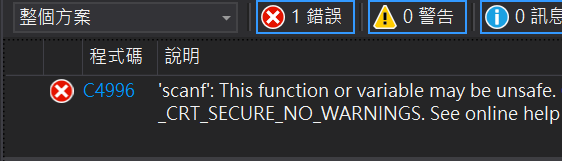 整個方案 1 錯誤 0 警告 0 訊息
程式碼 說明
C4996 'scanf': This function or variable may be unsafe.
_CRT_SECURE_NO_WARNINGS. See online help